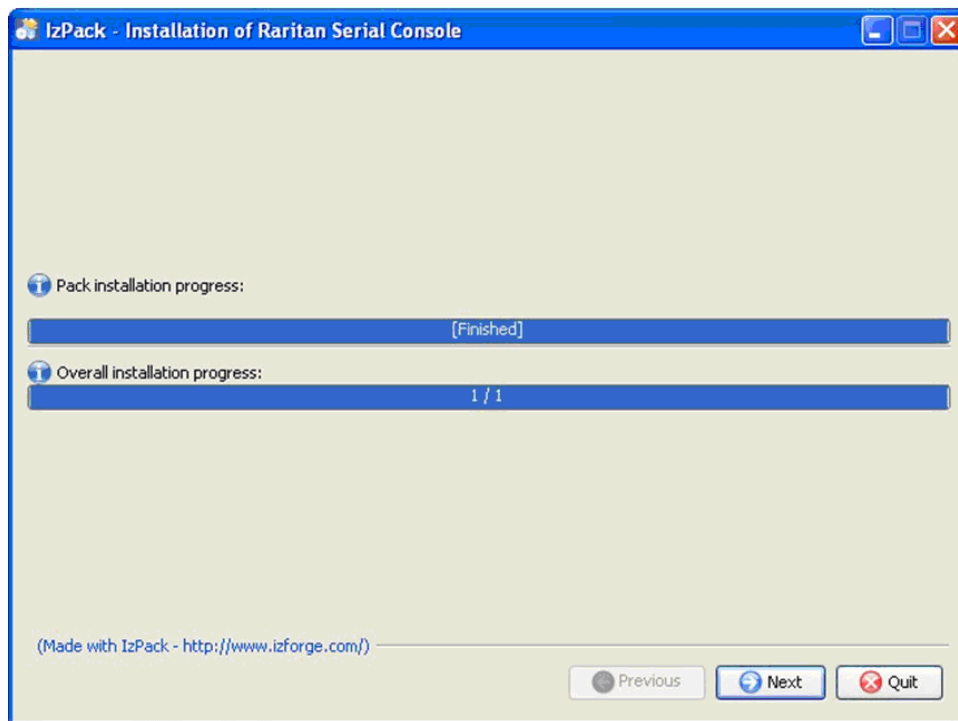 IzPack - Installation of Raritan Serial Console
Pack installation progress:
[Finished]
Overall installation progress:
1 / 1
(Made with IzPack - http://www.izforge.com/)
Previous
Next
Quit